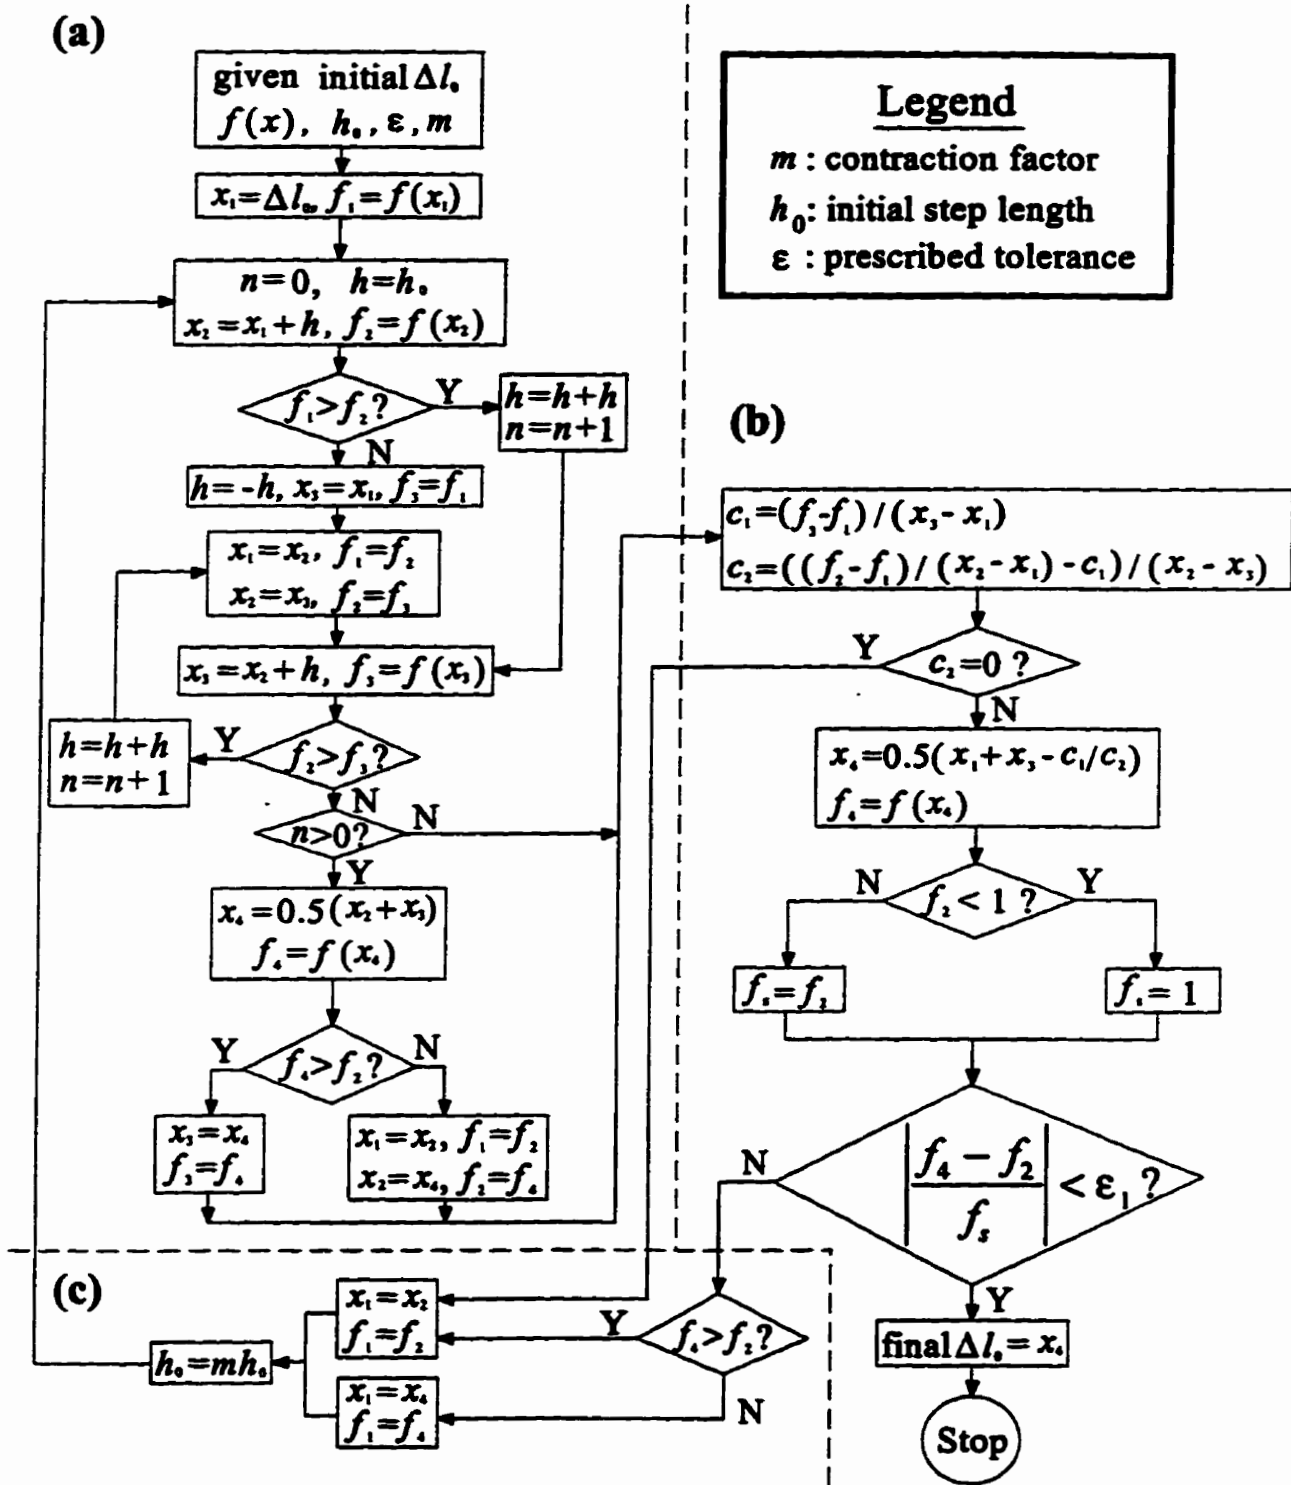 (a)
given initial Δl₀
f(x), h₀, ε, m
x₁=Δl₀, f₁=f(x₁)
n=0, h=h₀
x₂=x₁+h, f₂=f(x₂)
f₁>f₂?
Y
h=h+h
n=n+1
N
h=-h, x₃=x₁, f₃=f₁
x₁=x₂, f₁=f₂
x₂=x₃, f₂=f₃
x₃=x₂+h, f₃=f(x₃)
f₂>f₃?
Y
h=h+h
n=n+1
N
n>0?
N
Y
x₄=0.5(x₂+x₃)
f₄=f(x₄)
f₄>f₂?
Y
N
x₃=x₄
f₃=f₄
x₁=x₂, f₁=f₂
x₂=x₄, f₂=f₄
Legend
m : contraction factor
h₀: initial step length
ε : prescribed tolerance
(b)
c₁=(f₃-f₁)/(x₃-x₁)
c₂=((f₂-f₁)/(x₂-x₁)-c₁)/(x₂-x₃)
c₂=0 ?
Y
N
x₄=0.5(x₁+x₃-c₁/c₂)
f₄=f(x₄)
f₂< 1 ?
N
Y
fₛ=f₂
fₛ= 1
|(f₄ – f₂)/fₛ| < ε₁ ?
N
Y
final Δl₀= x₄
Stop
(c)
x₁=x₂
f₁=f₂
Y
f₄>f₂?
N
h₀=mh₀
x₁=x₄
f₁=f₄